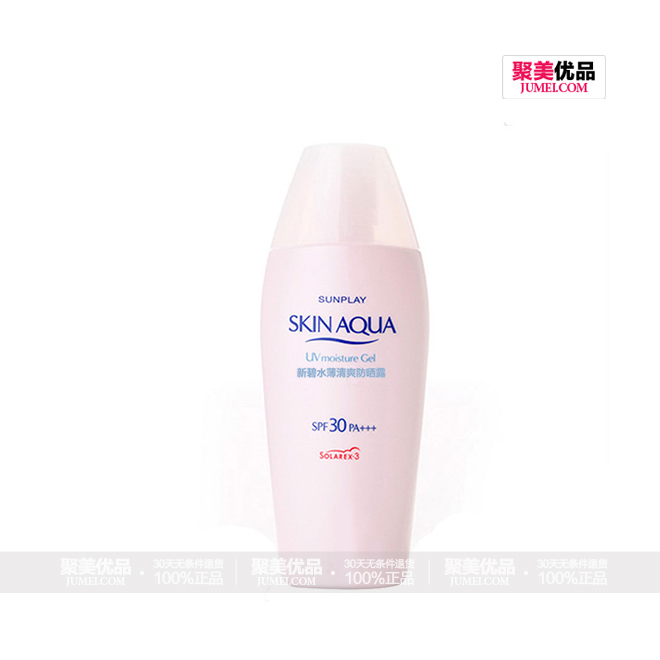 聚美优品
JUMEI.COM
SUNPLAY
SKIN AQUA
UV moisture Gel
新碧水薄清爽防晒露
SPF30 PA+++
SOLAREX-3
聚美优品 · 30天无条件退货 聚美优品 · 30天无条件退货 聚美优品 · 30天无条件退货
JUMEI.COM 100%正品 JUMEI.COM 100%正品 JUMEI.COM 100%正品